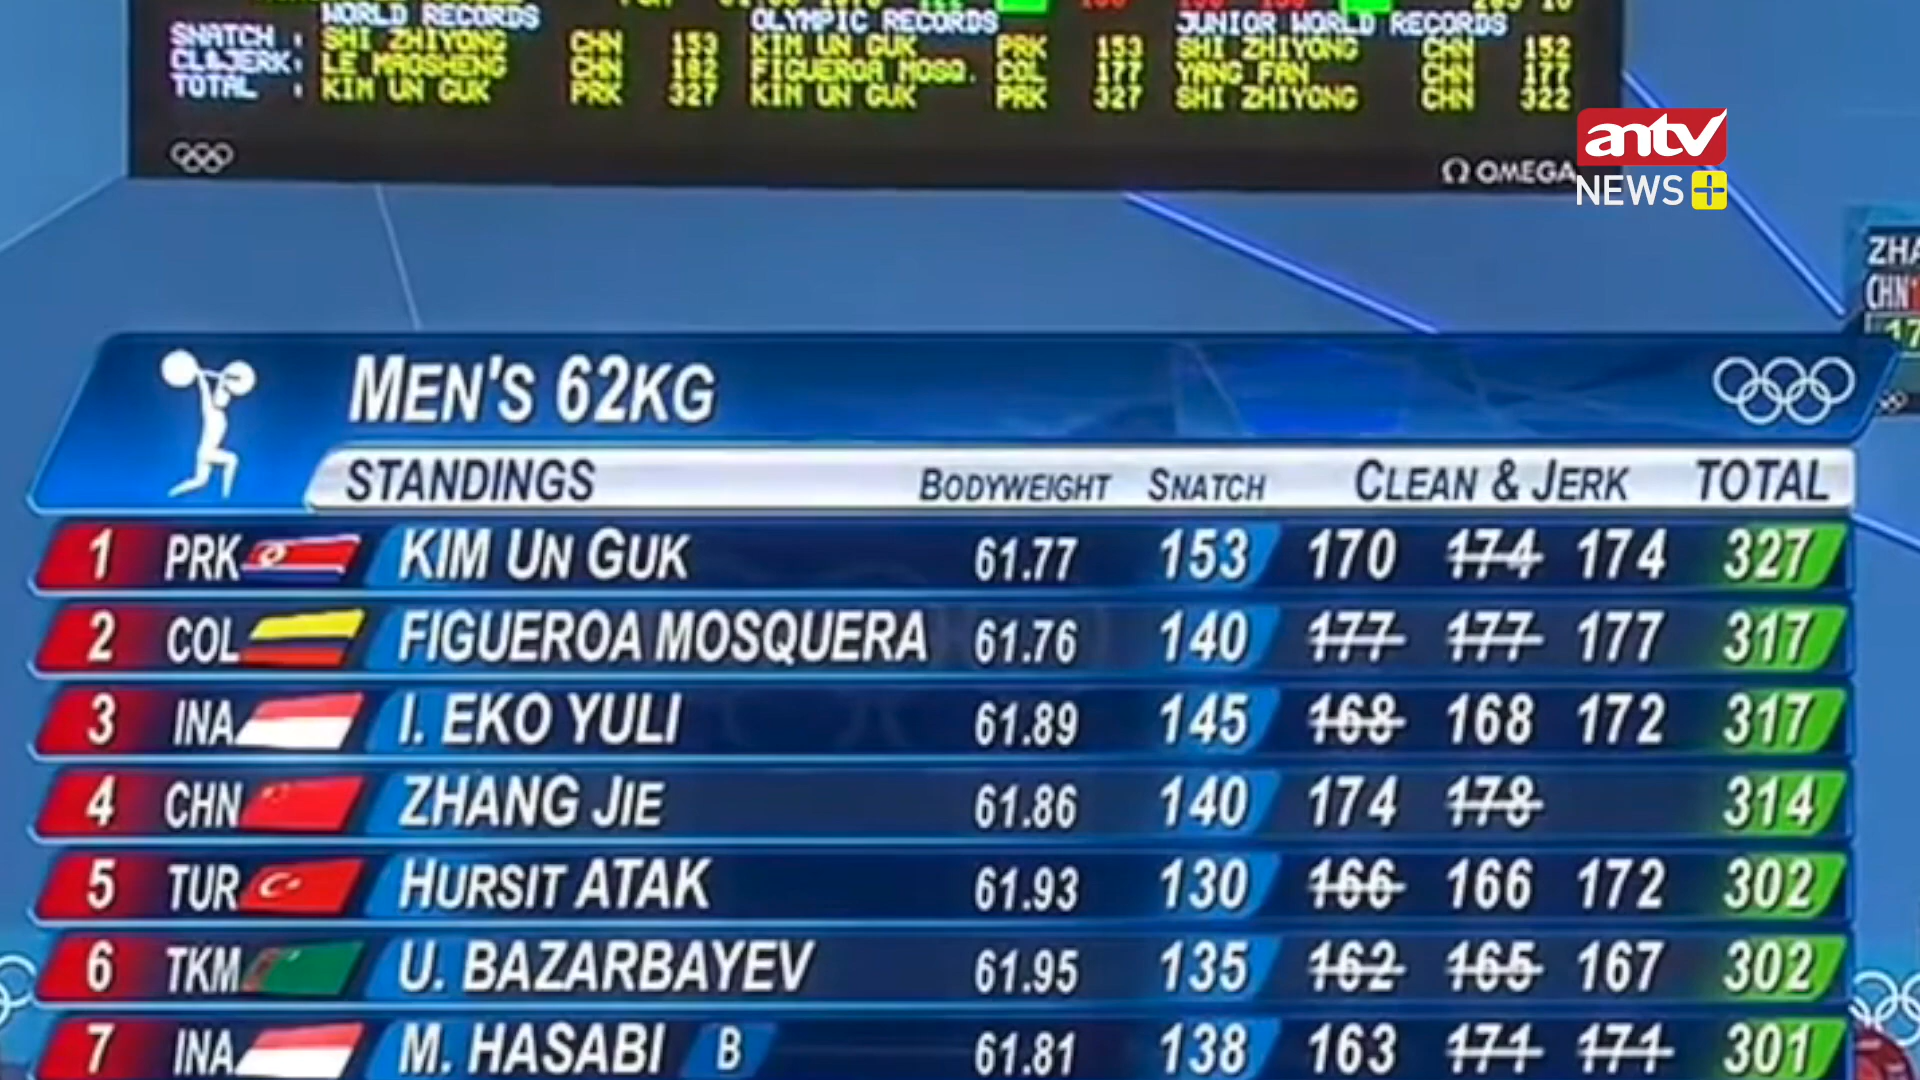 WORLD RECORDS OLYMPIC RECORDS JUNIOR WORLD RECORDS
SNATCH : SHI ZHIYONG CHN 153 KIM UN GUK PRK 153 SHI ZHIYONG CHN 152
CL&JERK: LE MAOSHENG CHN 182 FIGUEROA MOSQ. COL 177 YANG FAN CHN 177
TOTAL : KIM UN GUK PRK 327 KIM UN GUK PRK 327 SHI ZHIYONG CHN 322
Ω OMEGA
antv
NEWS+
ZHA
CHN
17
MEN'S 62KG
STANDINGS BODYWEIGHT SNATCH CLEAN & JERK TOTAL
1 PRK KIM UN GUK 61.77 153 170 174 174 327
2 COL FIGUEROA MOSQUERA 61.76 140 177 177 177 317
3 INA I. EKO YULI 61.89 145 168 168 172 317
4 CHN ZHANG JIE 61.86 140 174 178 314
5 TUR HURSIT ATAK 61.93 130 166 166 172 302
6 TKM U. BAZARBAYEV 61.95 135 162 165 167 302
7 INA M. HASABI B 61.81 138 163 171 171 301